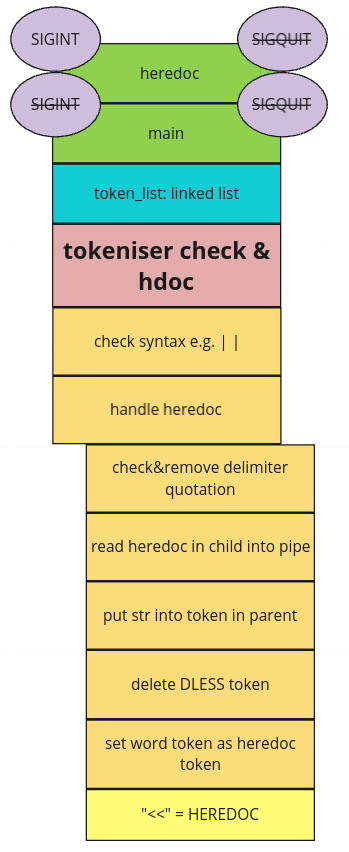 SIGINT
SIGQUIT
heredoc
SIGINT
SIGQUIT
main
token_list: linked list
tokeniser check &
hdoc
check syntax e.g. | |
handle heredoc
check&remove delimiter
quotation
read heredoc in child into pipe
put str into token in parent
delete DLESS token
set word token as heredoc
token
"<<" = HEREDOC